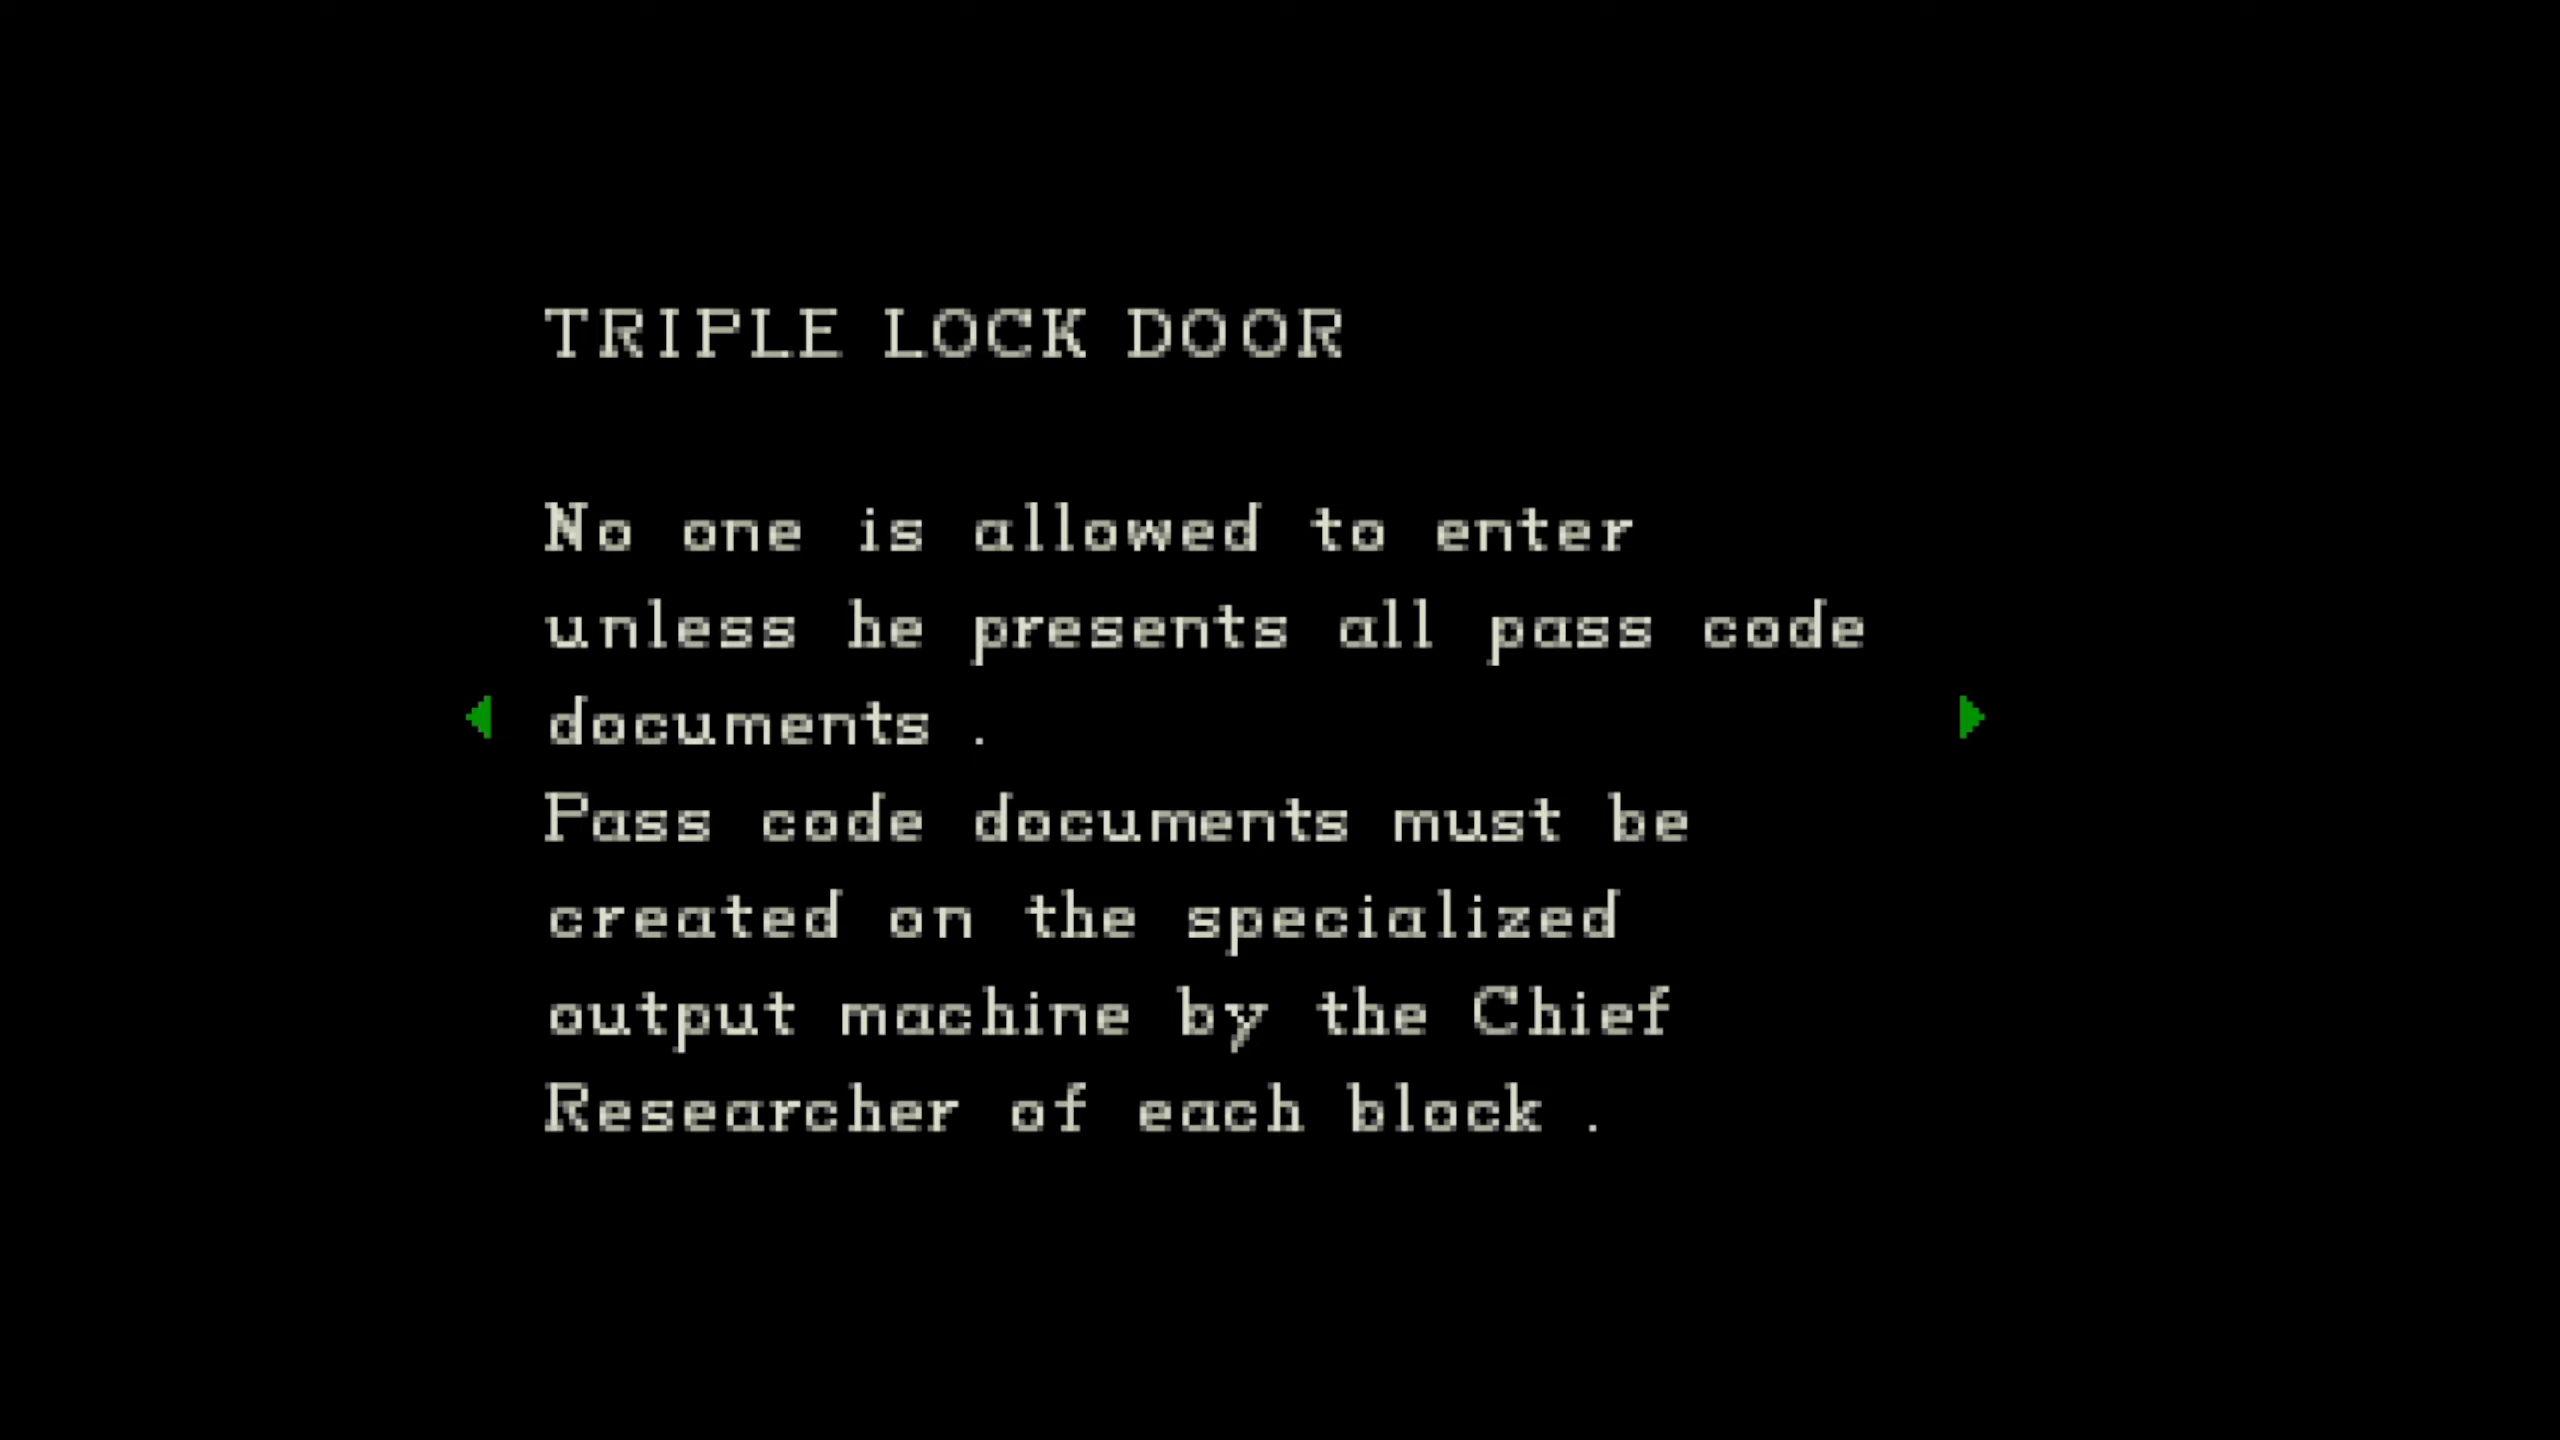 TRIPLE LOCK DOOR
No one is allowed to enter
unless he presents all pass code
documents .
Pass code documents must be
created on the specialized
output machine by the Chief
Researcher of each block .